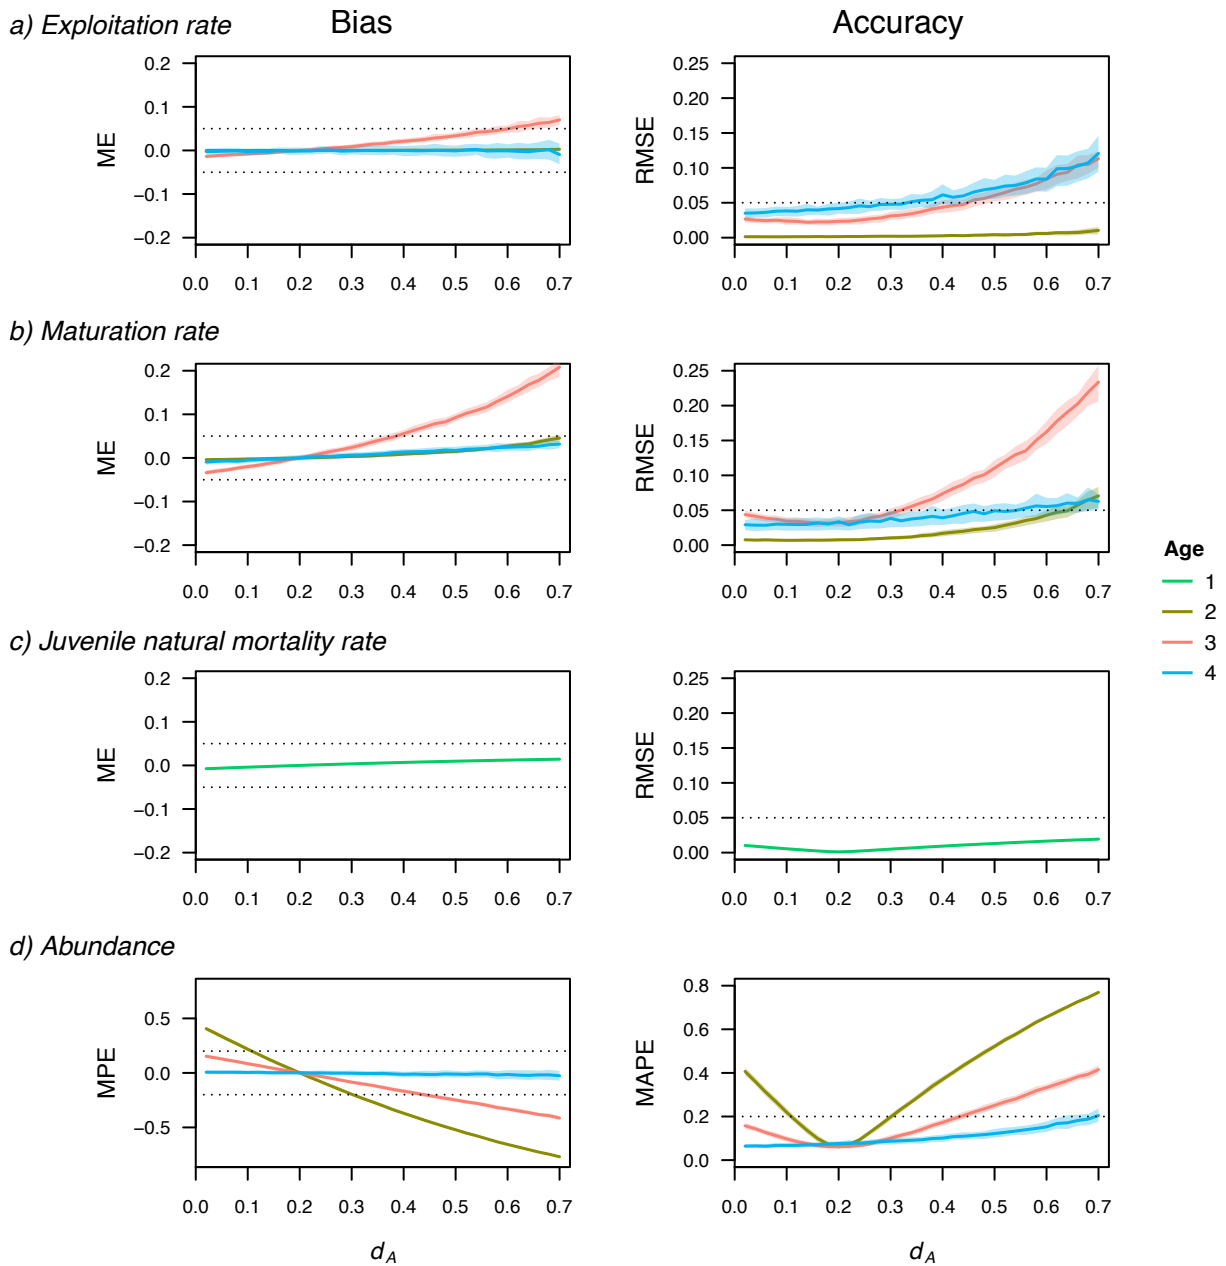 a) Exploitation rate
Bias
Accuracy
ME
0.2
0.1
0.0
−0.1
−0.2
0.0 0.1 0.2 0.3 0.4 0.5 0.6 0.7
RMSE
0.25
0.20
0.15
0.10
0.05
0.00
0.0 0.1 0.2 0.3 0.4 0.5 0.6 0.7
b) Maturation rate
ME
0.2
0.1
0.0
−0.1
−0.2
0.0 0.1 0.2 0.3 0.4 0.5 0.6 0.7
RMSE
0.25
0.20
0.15
0.10
0.05
0.00
0.0 0.1 0.2 0.3 0.4 0.5 0.6 0.7
Age
1
2
3
4
c) Juvenile natural mortality rate
ME
0.2
0.1
0.0
−0.1
−0.2
0.0 0.1 0.2 0.3 0.4 0.5 0.6 0.7
RMSE
0.25
0.20
0.15
0.10
0.05
0.00
0.0 0.1 0.2 0.3 0.4 0.5 0.6 0.7
d) Abundance
MPE
0.5
0.0
−0.5
0.0 0.1 0.2 0.3 0.4 0.5 0.6 0.7
d_A
MAPE
0.8
0.6
0.4
0.2
0.0
0.0 0.1 0.2 0.3 0.4 0.5 0.6 0.7
d_A